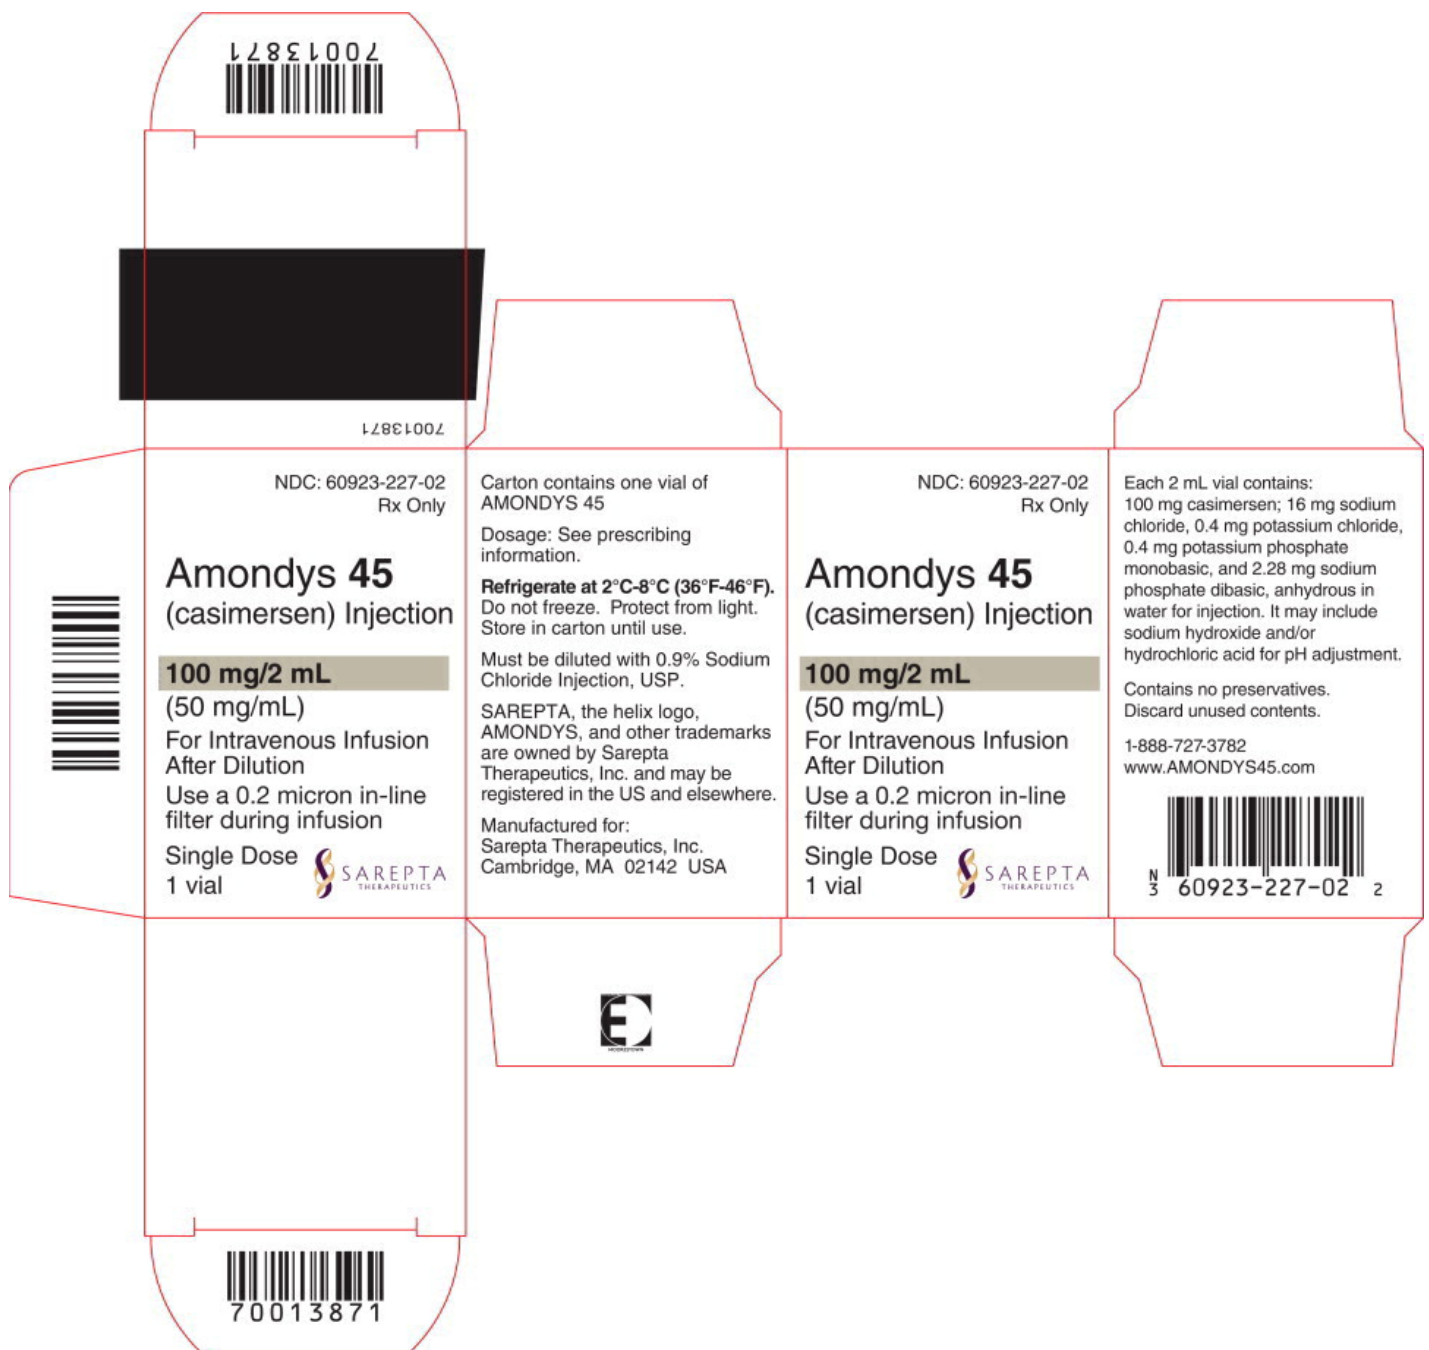 70013871
70013871
NDC: 60923-227-02
Rx Only
Amondys 45
(casimersen) Injection
100 mg/2 mL
(50 mg/mL)
For Intravenous Infusion
After Dilution
Use a 0.2 micron in-line
filter during infusion
Single Dose
1 vial
SAREPTA
THERAPEUTICS
Carton contains one vial of
AMONDYS 45
Dosage: See prescribing
information.
Refrigerate at 2°C-8°C (36°F-46°F).
Do not freeze.  Protect from light.
Store in carton until use.
Must be diluted with 0.9% Sodium
Chloride Injection, USP.
SAREPTA, the helix logo,
AMONDYS, and other trademarks
are owned by Sarepta
Therapeutics, Inc. and may be
registered in the US and elsewhere.
Manufactured for:
Sarepta Therapeutics, Inc.
Cambridge, MA  02142  USA
NDC: 60923-227-02
Rx Only
Amondys 45
(casimersen) Injection
100 mg/2 mL
(50 mg/mL)
For Intravenous Infusion
After Dilution
Use a 0.2 micron in-line
filter during infusion
Single Dose
1 vial
SAREPTA
THERAPEUTICS
Each 2 mL vial contains:
100 mg casimersen; 16 mg sodium
chloride, 0.4 mg potassium chloride,
0.4 mg potassium phosphate
monobasic, and 2.28 mg sodium
phosphate dibasic, anhydrous in
water for injection. It may include
sodium hydroxide and/or
hydrochloric acid for pH adjustment.
Contains no preservatives.
Discard unused contents.
1-888-727-3782
www.AMONDYS45.com
N
3 60923-227-02 2
E
MOORESTOWN
70013871